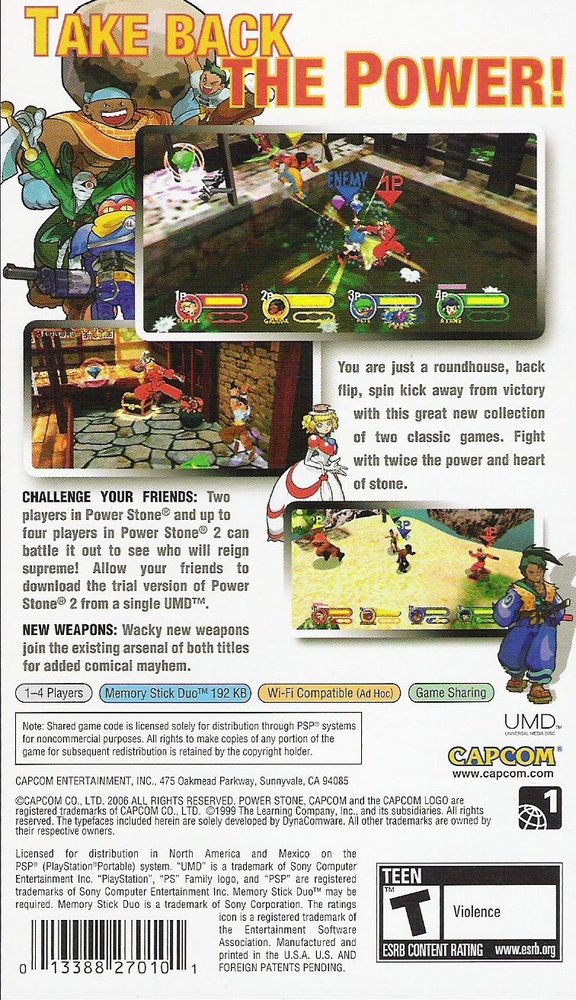 TAKE BACK
THE POWER!
ENEMY 1P
1P 2P 3P 4P
You are just a roundhouse, back
flip, spin kick away from victory
with this great new collection
of two classic games. Fight
with twice the power and heart
of stone.
CHALLENGE YOUR FRIENDS: Two
players in Power Stone® and up to
four players in Power Stone® 2 can
battle it out to see who will reign
supreme! Allow your friends to
download the trial version of Power
Stone® 2 from a single UMD™.
NEW WEAPONS: Wacky new weapons
join the existing arsenal of both titles
for added comical mayhem.
1–4 Players
Memory Stick Duo™ 192 KB
Wi-Fi Compatible (Ad Hoc)
Game Sharing
Note: Shared game code is licensed solely for distribution through PSP® systems
for noncommercial purposes. All rights to make copies of any portion of the
game for subsequent redistribution is retained by the copyright holder.
UMD™
UNIVERSAL MEDIA DISC
CAPCOM®
www.capcom.com
CAPCOM ENTERTAINMENT, INC., 475 Oakmead Parkway, Sunnyvale, CA 94085
©CAPCOM CO., LTD. 2006 ALL RIGHTS RESERVED. POWER STONE, CAPCOM and the CAPCOM LOGO are
registered trademarks of CAPCOM CO., LTD. ©1999 The Learning Company, Inc., and its subsidiaries. All rights
reserved. The typefaces included herein are solely developed by DynaComware. All other trademarks are owned by
their respective owners.
1
Licensed for distribution in North America and Mexico on the
PSP® (PlayStation®Portable) system. "UMD" is a trademark of Sony Computer
Entertainment Inc. "PlayStation", "PS" Family logo, and "PSP" are registered
trademarks of Sony Computer Entertainment Inc. Memory Stick Duo™ may be
required. Memory Stick Duo is a trademark of Sony Corporation. The ratings
icon is a registered trademark of
the Entertainment Software
Association. Manufactured and
printed in the U.S.A. U.S. AND
FOREIGN PATENTS PENDING.
0 13388 27010 1
TEEN
T™
Violence
ESRB CONTENT RATING www.esrb.org